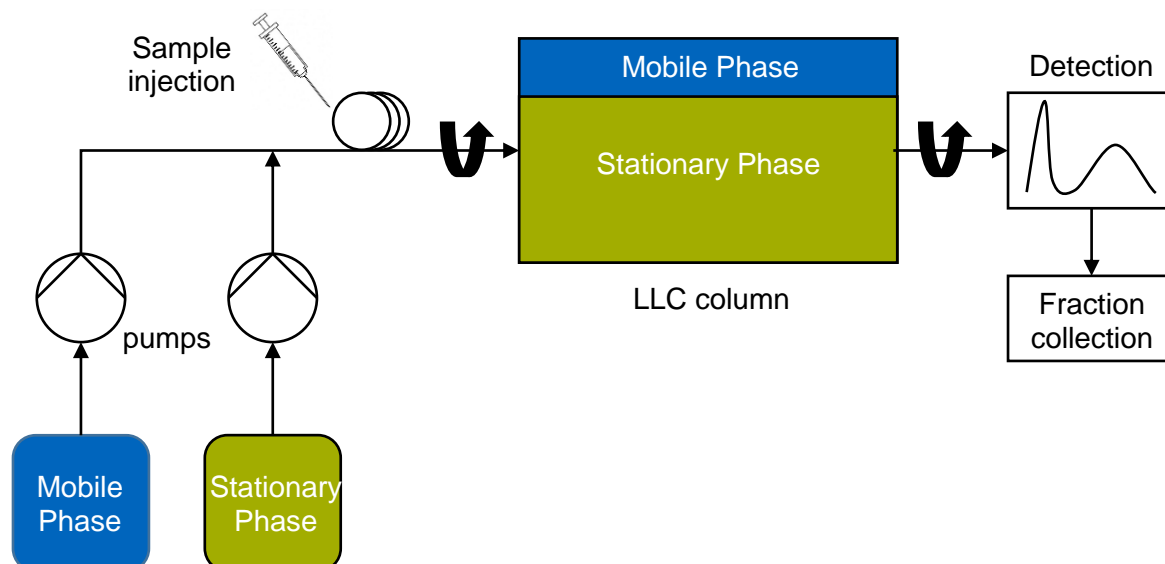 Sample
injection
Mobile Phase
Stationary Phase
LLC column
Detection
Fraction
collection
pumps
Mobile
Phase
Stationary
Phase